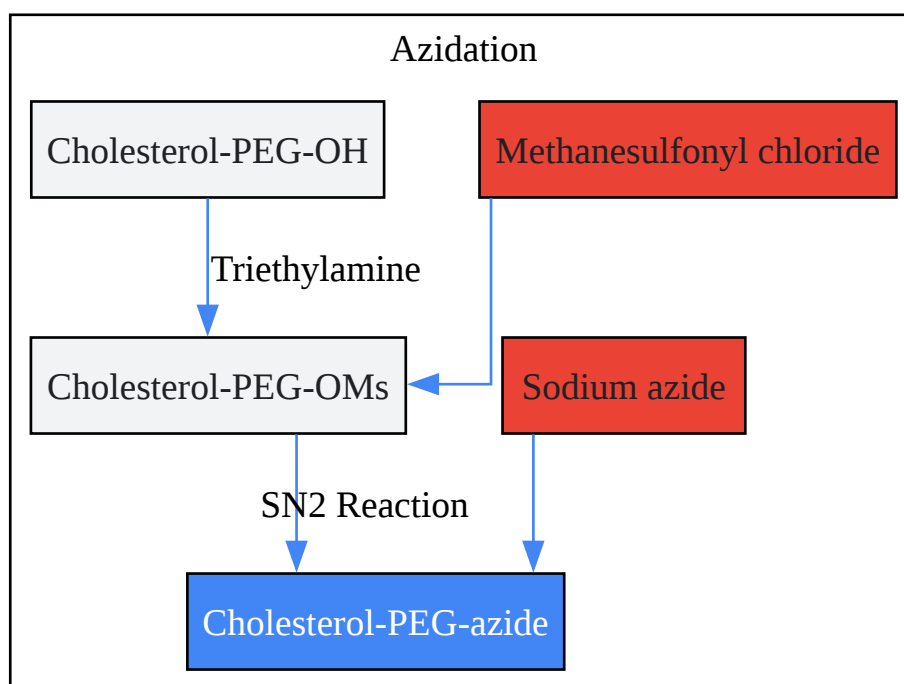 Azidation
Cholesterol-PEG-OH
Methanesulfonyl chloride
Triethylamine
Cholesterol-PEG-OMs
Sodium azide
SN2 Reaction
Cholesterol-PEG-azide